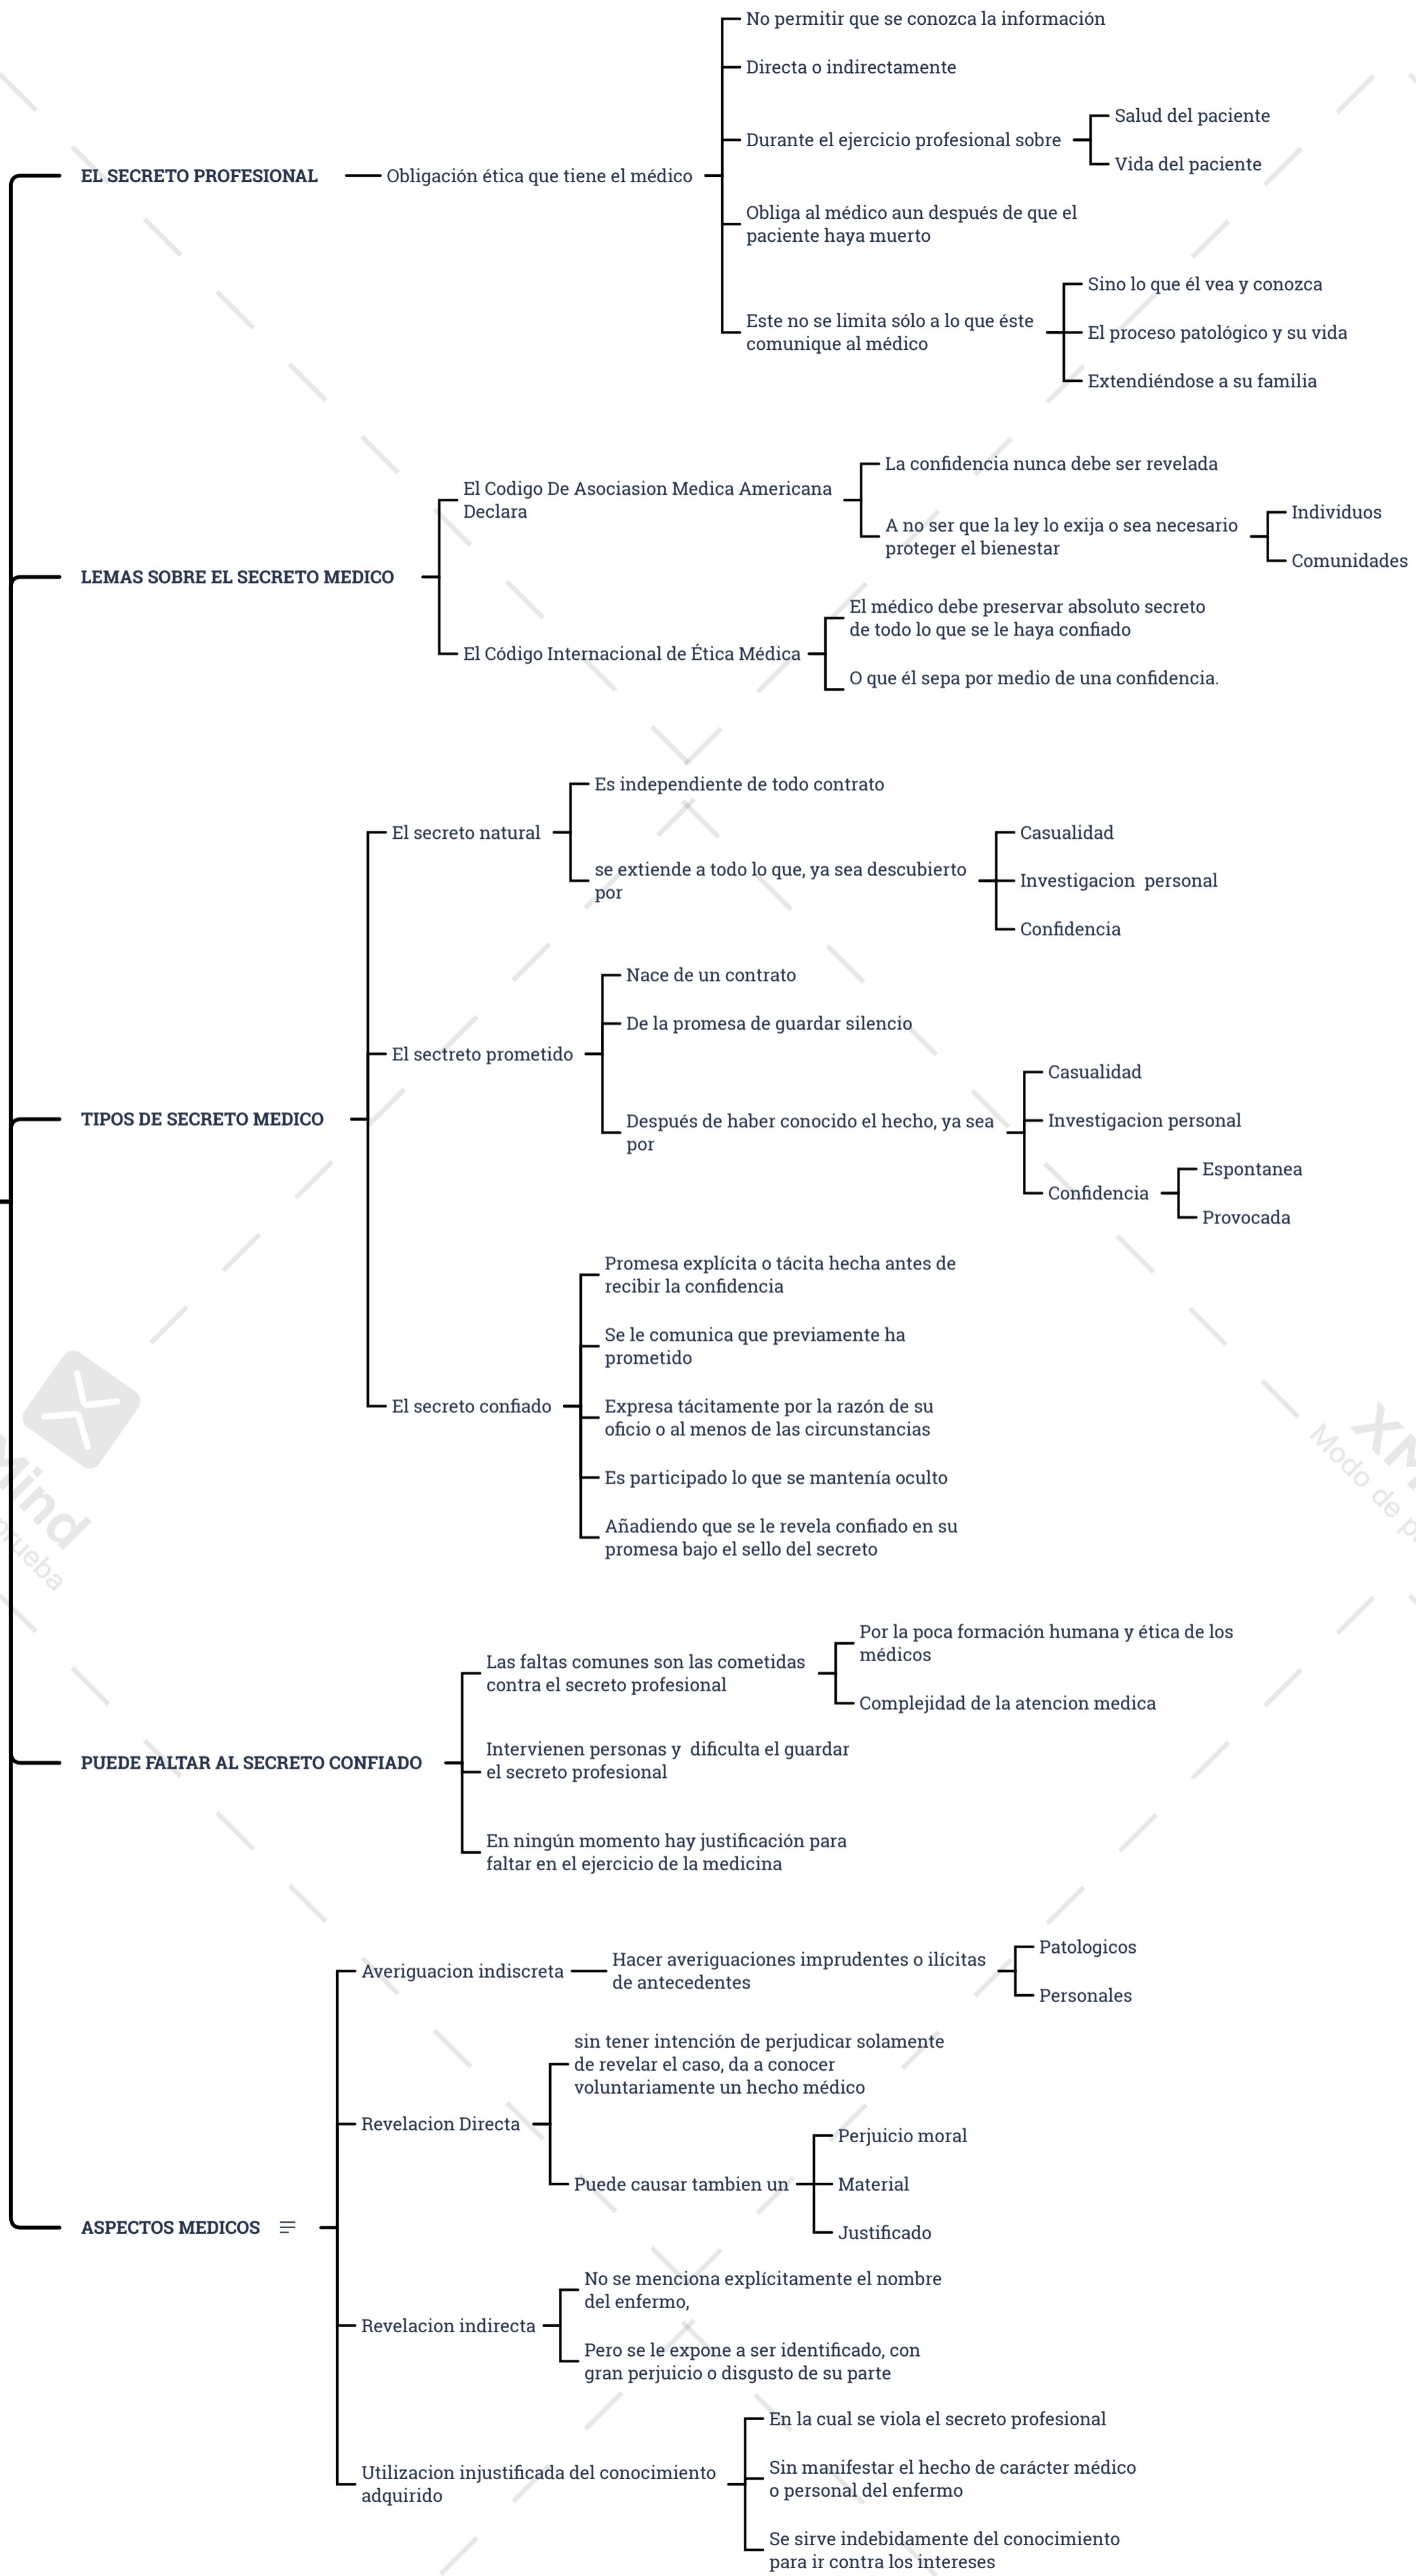 No permitir que se conozca la información
Directa o indirectamente
Durante el ejercicio profesional sobre
Salud del paciente
Vida del paciente
EL SECRETO PROFESIONAL
Obligación ética que tiene el médico
Obliga al médico aun después de que el
paciente haya muerto
Este no se limita sólo a lo que éste
comunique al médico
Sino lo que él vea y conozca
El proceso patológico y su vida
Extendiéndose a su familia
LEMAS SOBRE EL SECRETO MEDICO
El Codigo De Asociasion Medica Americana
Declara
La confidencia nunca debe ser revelada
A no ser que la ley lo exija o sea necesario
proteger el bienestar
Individuos
Comunidades
El Código Internacional de Ética Médica
El médico debe preservar absoluto secreto
de todo lo que se le haya confiado
O que él sepa por medio de una confidencia.
TIPOS DE SECRETO MEDICO
El secreto natural
Es independiente de todo contrato
se extiende a todo lo que, ya sea descubierto
por
Casualidad
Investigacion  personal
Confidencia
El sectreto prometido
Nace de un contrato
De la promesa de guardar silencio
Después de haber conocido el hecho, ya sea
por
Casualidad
Investigacion personal
Confidencia
Espontanea
Provocada
El secreto confiado
Promesa explícita o tácita hecha antes de
recibir la confidencia
Se le comunica que previamente ha
prometido
Expresa tácitamente por la razón de su
oficio o al menos de las circunstancias
Es participado lo que se mantenía oculto
Añadiendo que se le revela confiado en su
promesa bajo el sello del secreto
PUEDE FALTAR AL SECRETO CONFIADO
Las faltas comunes son las cometidas
contra el secreto profesional
Por la poca formación humana y ética de los
médicos
Complejidad de la atencion medica
Intervienen personas y  dificulta el guardar
el secreto profesional
En ningún momento hay justificación para
faltar en el ejercicio de la medicina
ASPECTOS MEDICOS
Averiguacion indiscreta
Hacer averiguaciones imprudentes o ilícitas
de antecedentes
Patologicos
Personales
Revelacion Directa
sin tener intención de perjudicar solamente
de revelar el caso, da a conocer
voluntariamente un hecho médico
Puede causar tambien un
Perjuicio moral
Material
Justificado
Revelacion indirecta
No se menciona explícitamente el nombre
del enfermo,
Pero se le expone a ser identificado, con
gran perjuicio o disgusto de su parte
Utilizacion injustificada del conocimiento
adquirido
En la cual se viola el secreto profesional
Sin manifestar el hecho de carácter médico
o personal del enfermo
Se sirve indebidamente del conocimiento
para ir contra los intereses
Mind
prueba
XM
Modo de p